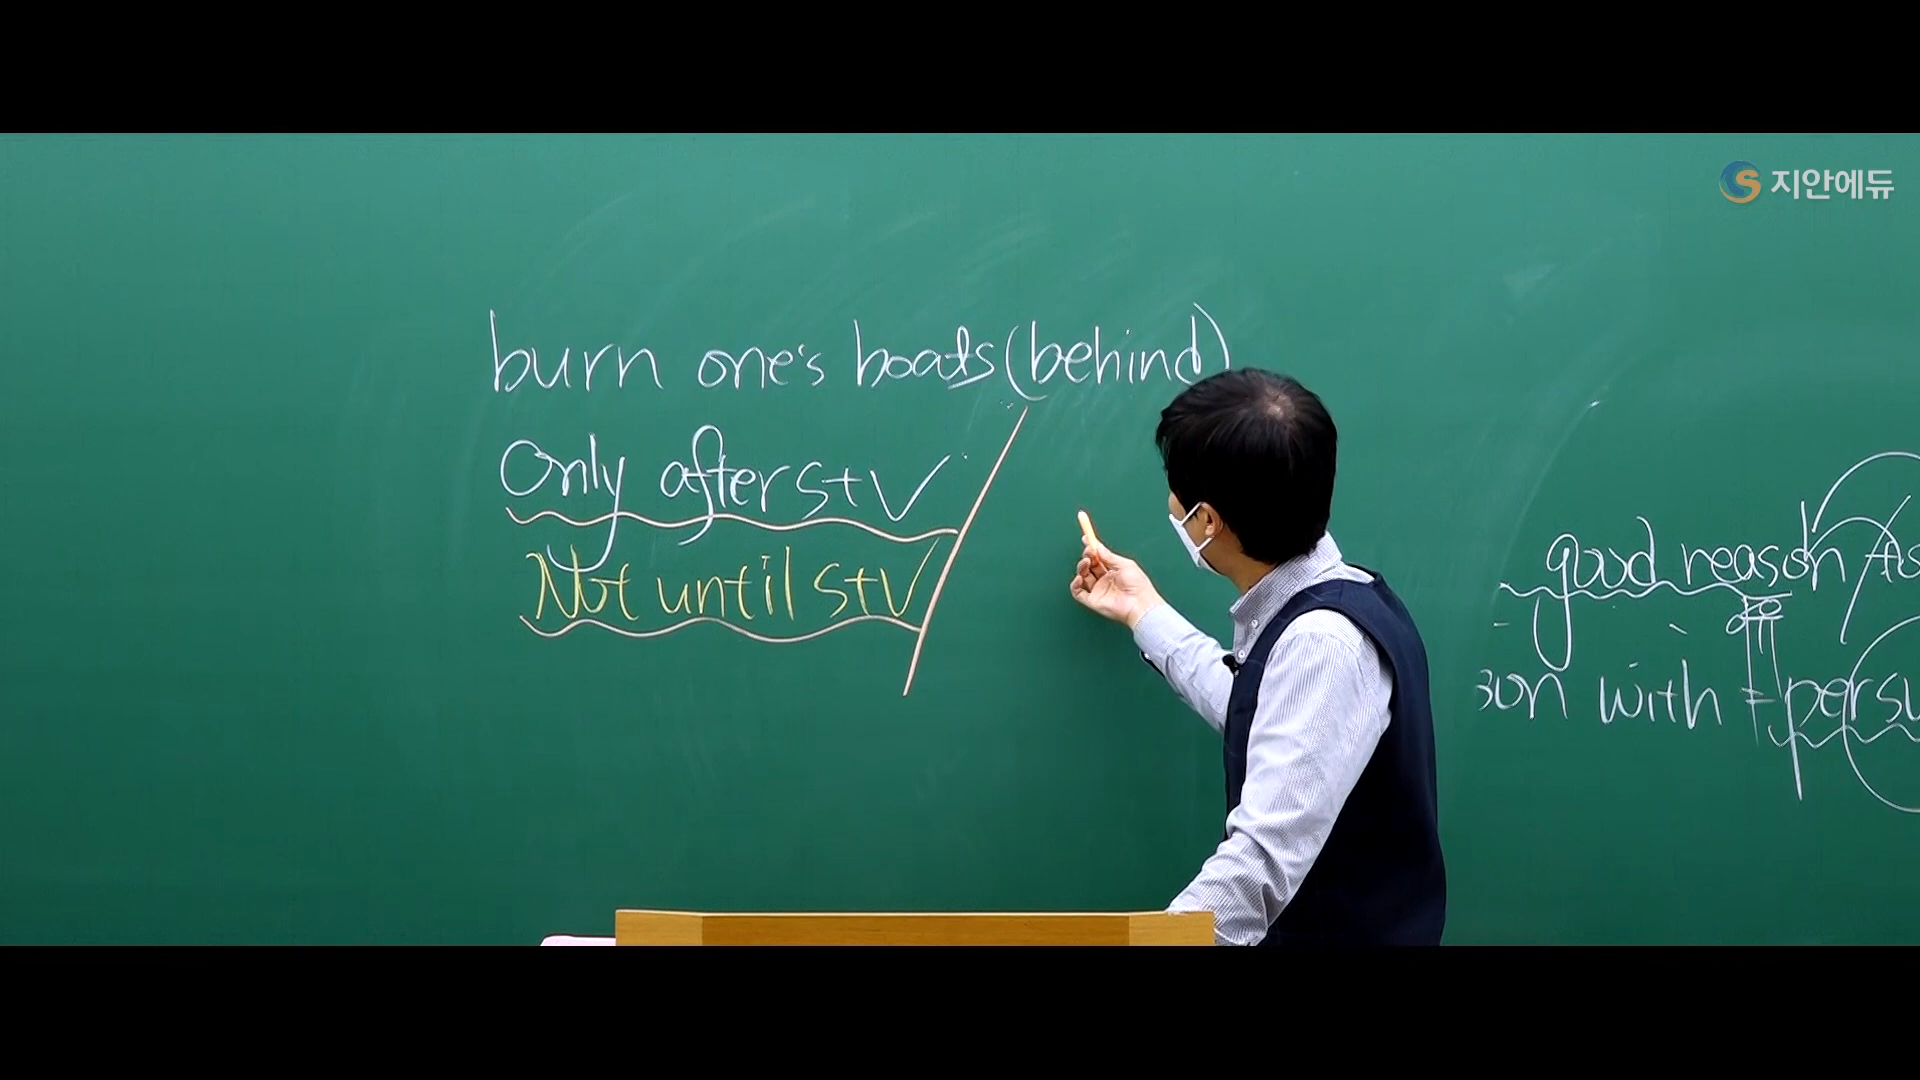 지안에듀
burn one's boats (behind)
Only after S+V
Not until S+V
good reason
with